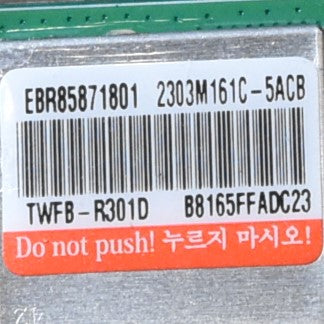 EBR85871801 2303M161C-5ACB
TWFB-R301D B8165FFADC23
Do not push! 누르지 마시오!